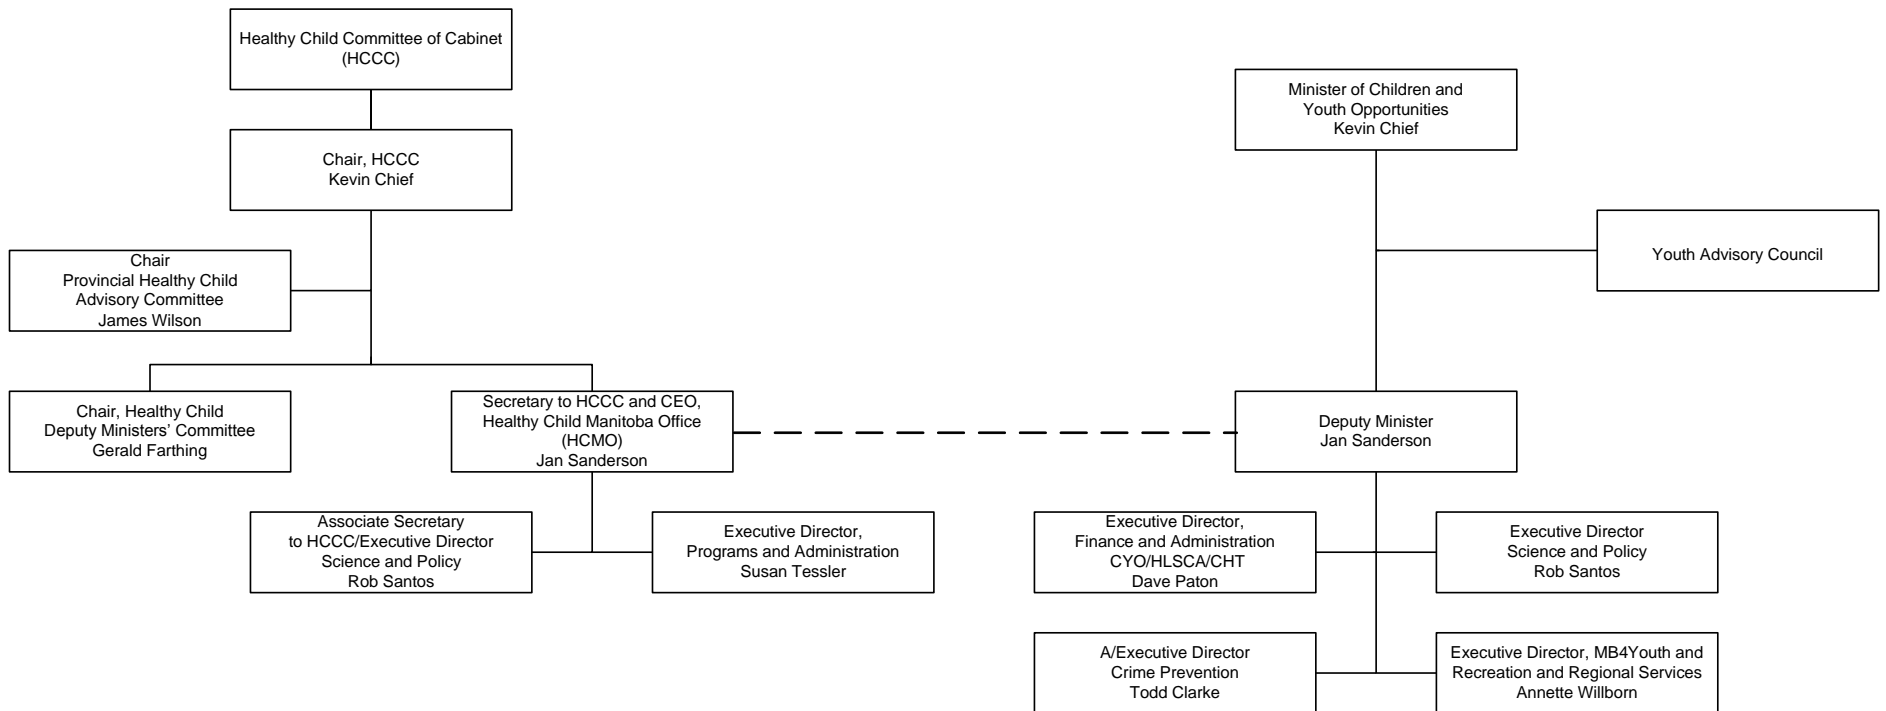 Healthy Child Committee of Cabinet
(HCCC)
Chair, HCCC
Kevin Chief
Chair
Provincial Healthy Child
Advisory Committee
James Wilson
Chair, Healthy Child
Deputy Ministers’ Committee
Gerald Farthing
Secretary to HCCC and CEO,
Healthy Child Manitoba Office
(HCMO)
Jan Sanderson
Associate Secretary
to HCCC/Executive Director
Science and Policy
Rob Santos
Executive Director,
Programs and Administration
Susan Tessler
Minister of Children and
Youth Opportunities
Kevin Chief
Youth Advisory Council
Deputy Minister
Jan Sanderson
Executive Director,
Finance and Administration
CYO/HLSCA/CHT
Dave Paton
Executive Director
Science and Policy
Rob Santos
A/Executive Director
Crime Prevention
Todd Clarke
Executive Director, MB4Youth and
Recreation and Regional Services
Annette Willborn